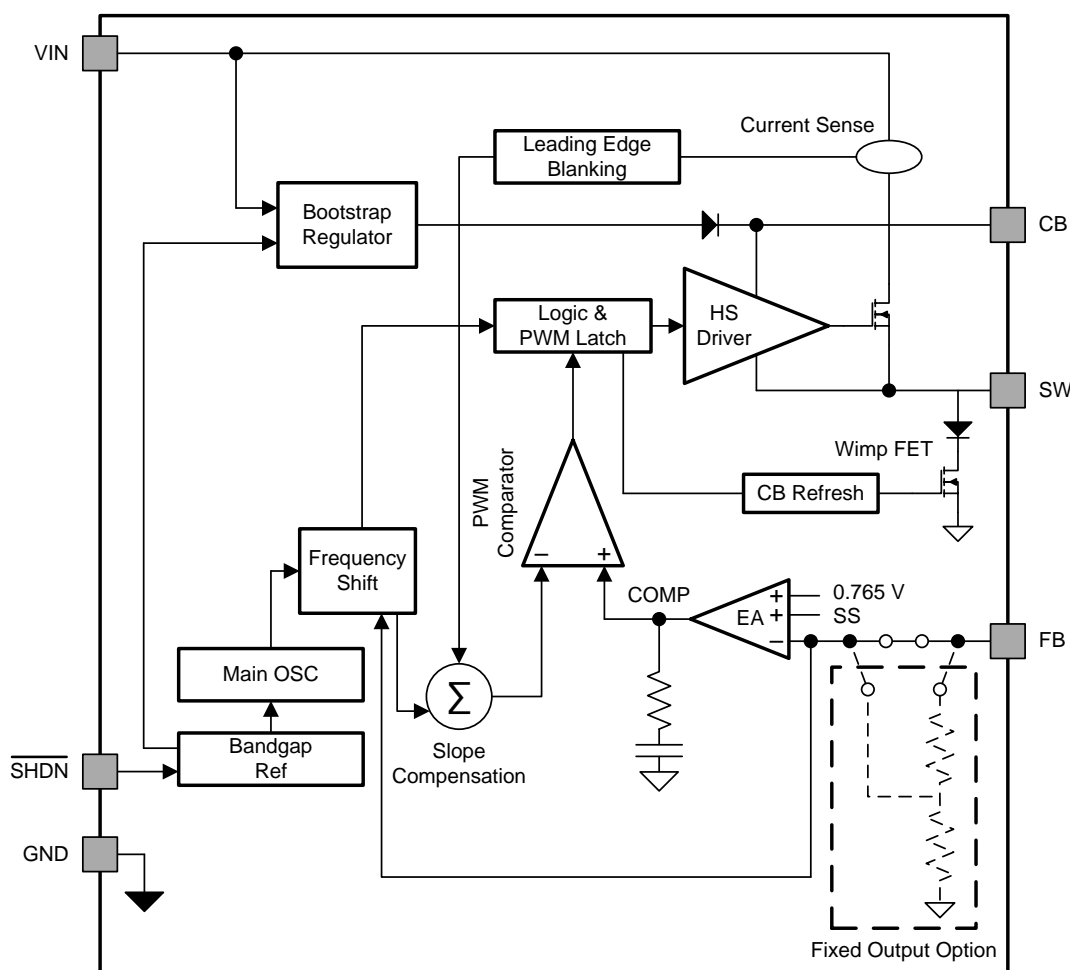 VIN
Current Sense
Leading Edge
Blanking
Bootstrap
Regulator
CB
Logic &
PWM Latch
HS
Driver
SW
Wimp FET
CB Refresh
PWM
Comparator
− +
Frequency
Shift
COMP
EA
+ 0.765 V
+ SS
−
FB
Main OSC
Σ
Slope
Compensation
SHDN
Bandgap
Ref
GND
Fixed Output Option